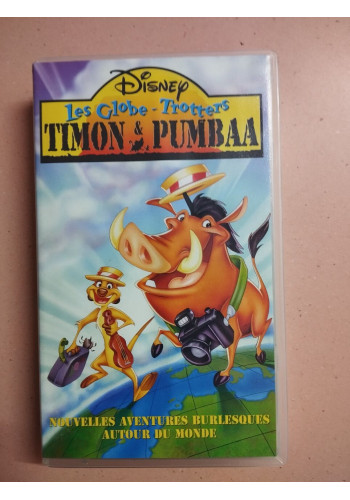 Disney
Les Globe-Trotters
TIMON & PUMBAA
NOUVELLES AVENTURES BURLESQUES
AUTOUR DU MONDE